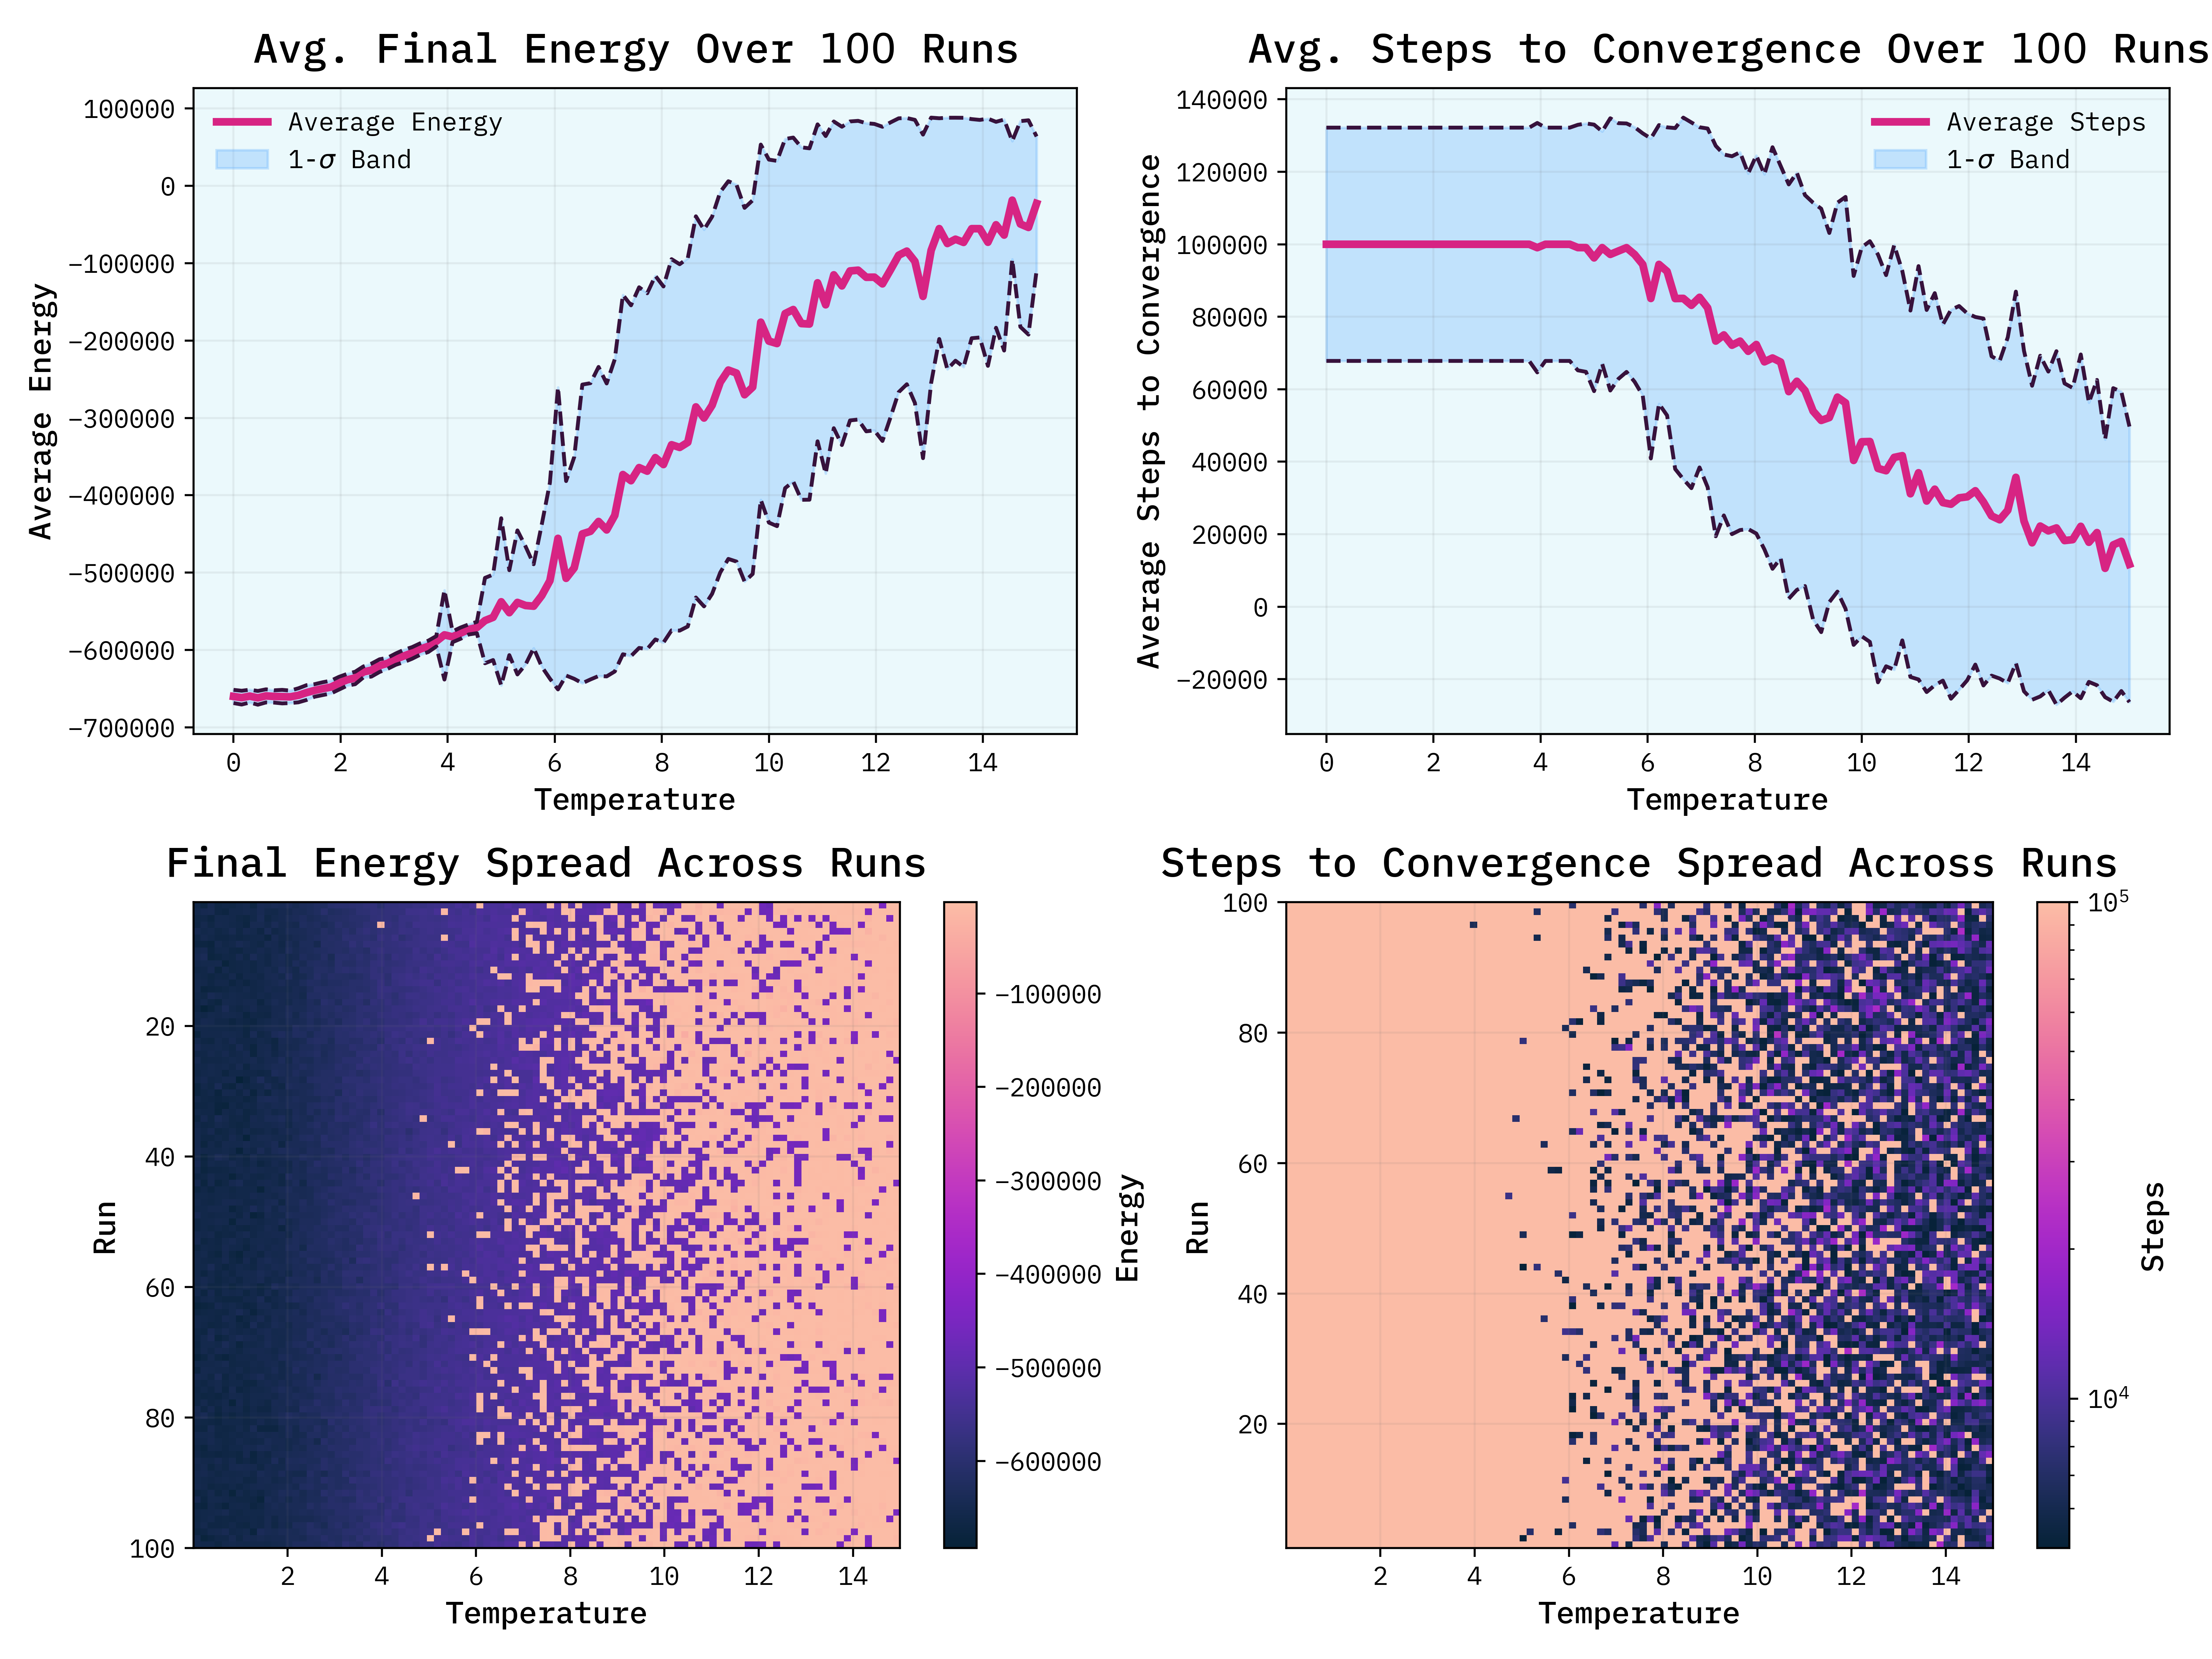 Avg. Final Energy Over 100 Runs
Average Energy
100000
0
−100000
−200000
−300000
−400000
−500000
−600000
−700000
Average Energy
1-σ Band
0 2 4 6 8 10 12 14
Temperature
Avg. Steps to Convergence Over 100 Runs
Average Steps to Convergence
140000
120000
100000
80000
60000
40000
20000
0
−20000
Average Steps
1-σ Band
0 2 4 6 8 10 12 14
Temperature
Final Energy Spread Across Runs
Run
20
40
60
80
100
2 4 6 8 10 12 14
Temperature
−100000
−200000
−300000
−400000
−500000
−600000
Energy
Steps to Convergence Spread Across Runs
Run
100
80
60
40
20
2 4 6 8 10 12 14
Temperature
10⁵
10⁴
Steps